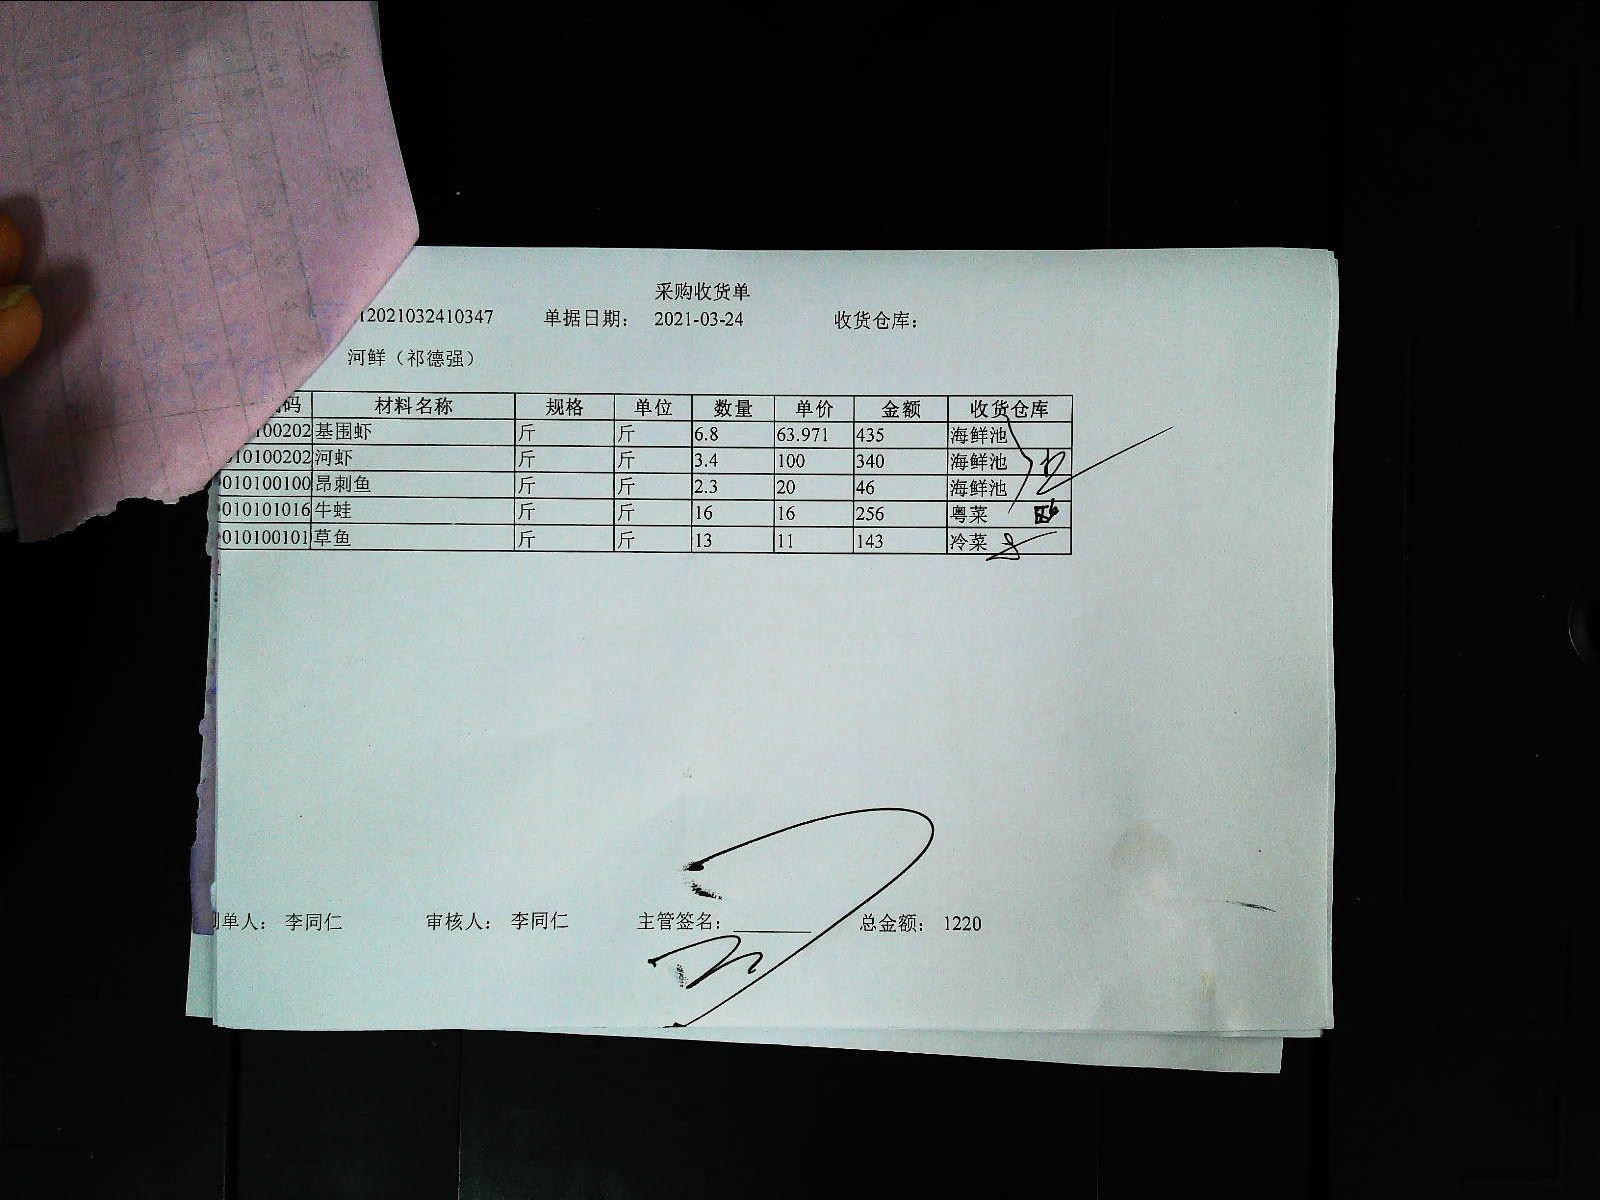 采购收货单
12021032410347 单据日期： 2021-03-24 收货仓库：
河鲜（祁德强）
码 材料名称 规格 单位 数量 单价 金额 收货仓库
100202 基围虾 斤 斤 6.8 63.971 435 海鲜池
010100202 河虾 斤 斤 3.4 100 340 海鲜池
010100100 昂刺鱼 斤 斤 2.3 20 46 海鲜池
010101016 牛蛙 斤 斤 16 16 256 粤菜
010100101 草鱼 斤 斤 13 11 143 冷菜
单人： 李同仁 审核人： 李同仁 主管签名： 总金额： 1220